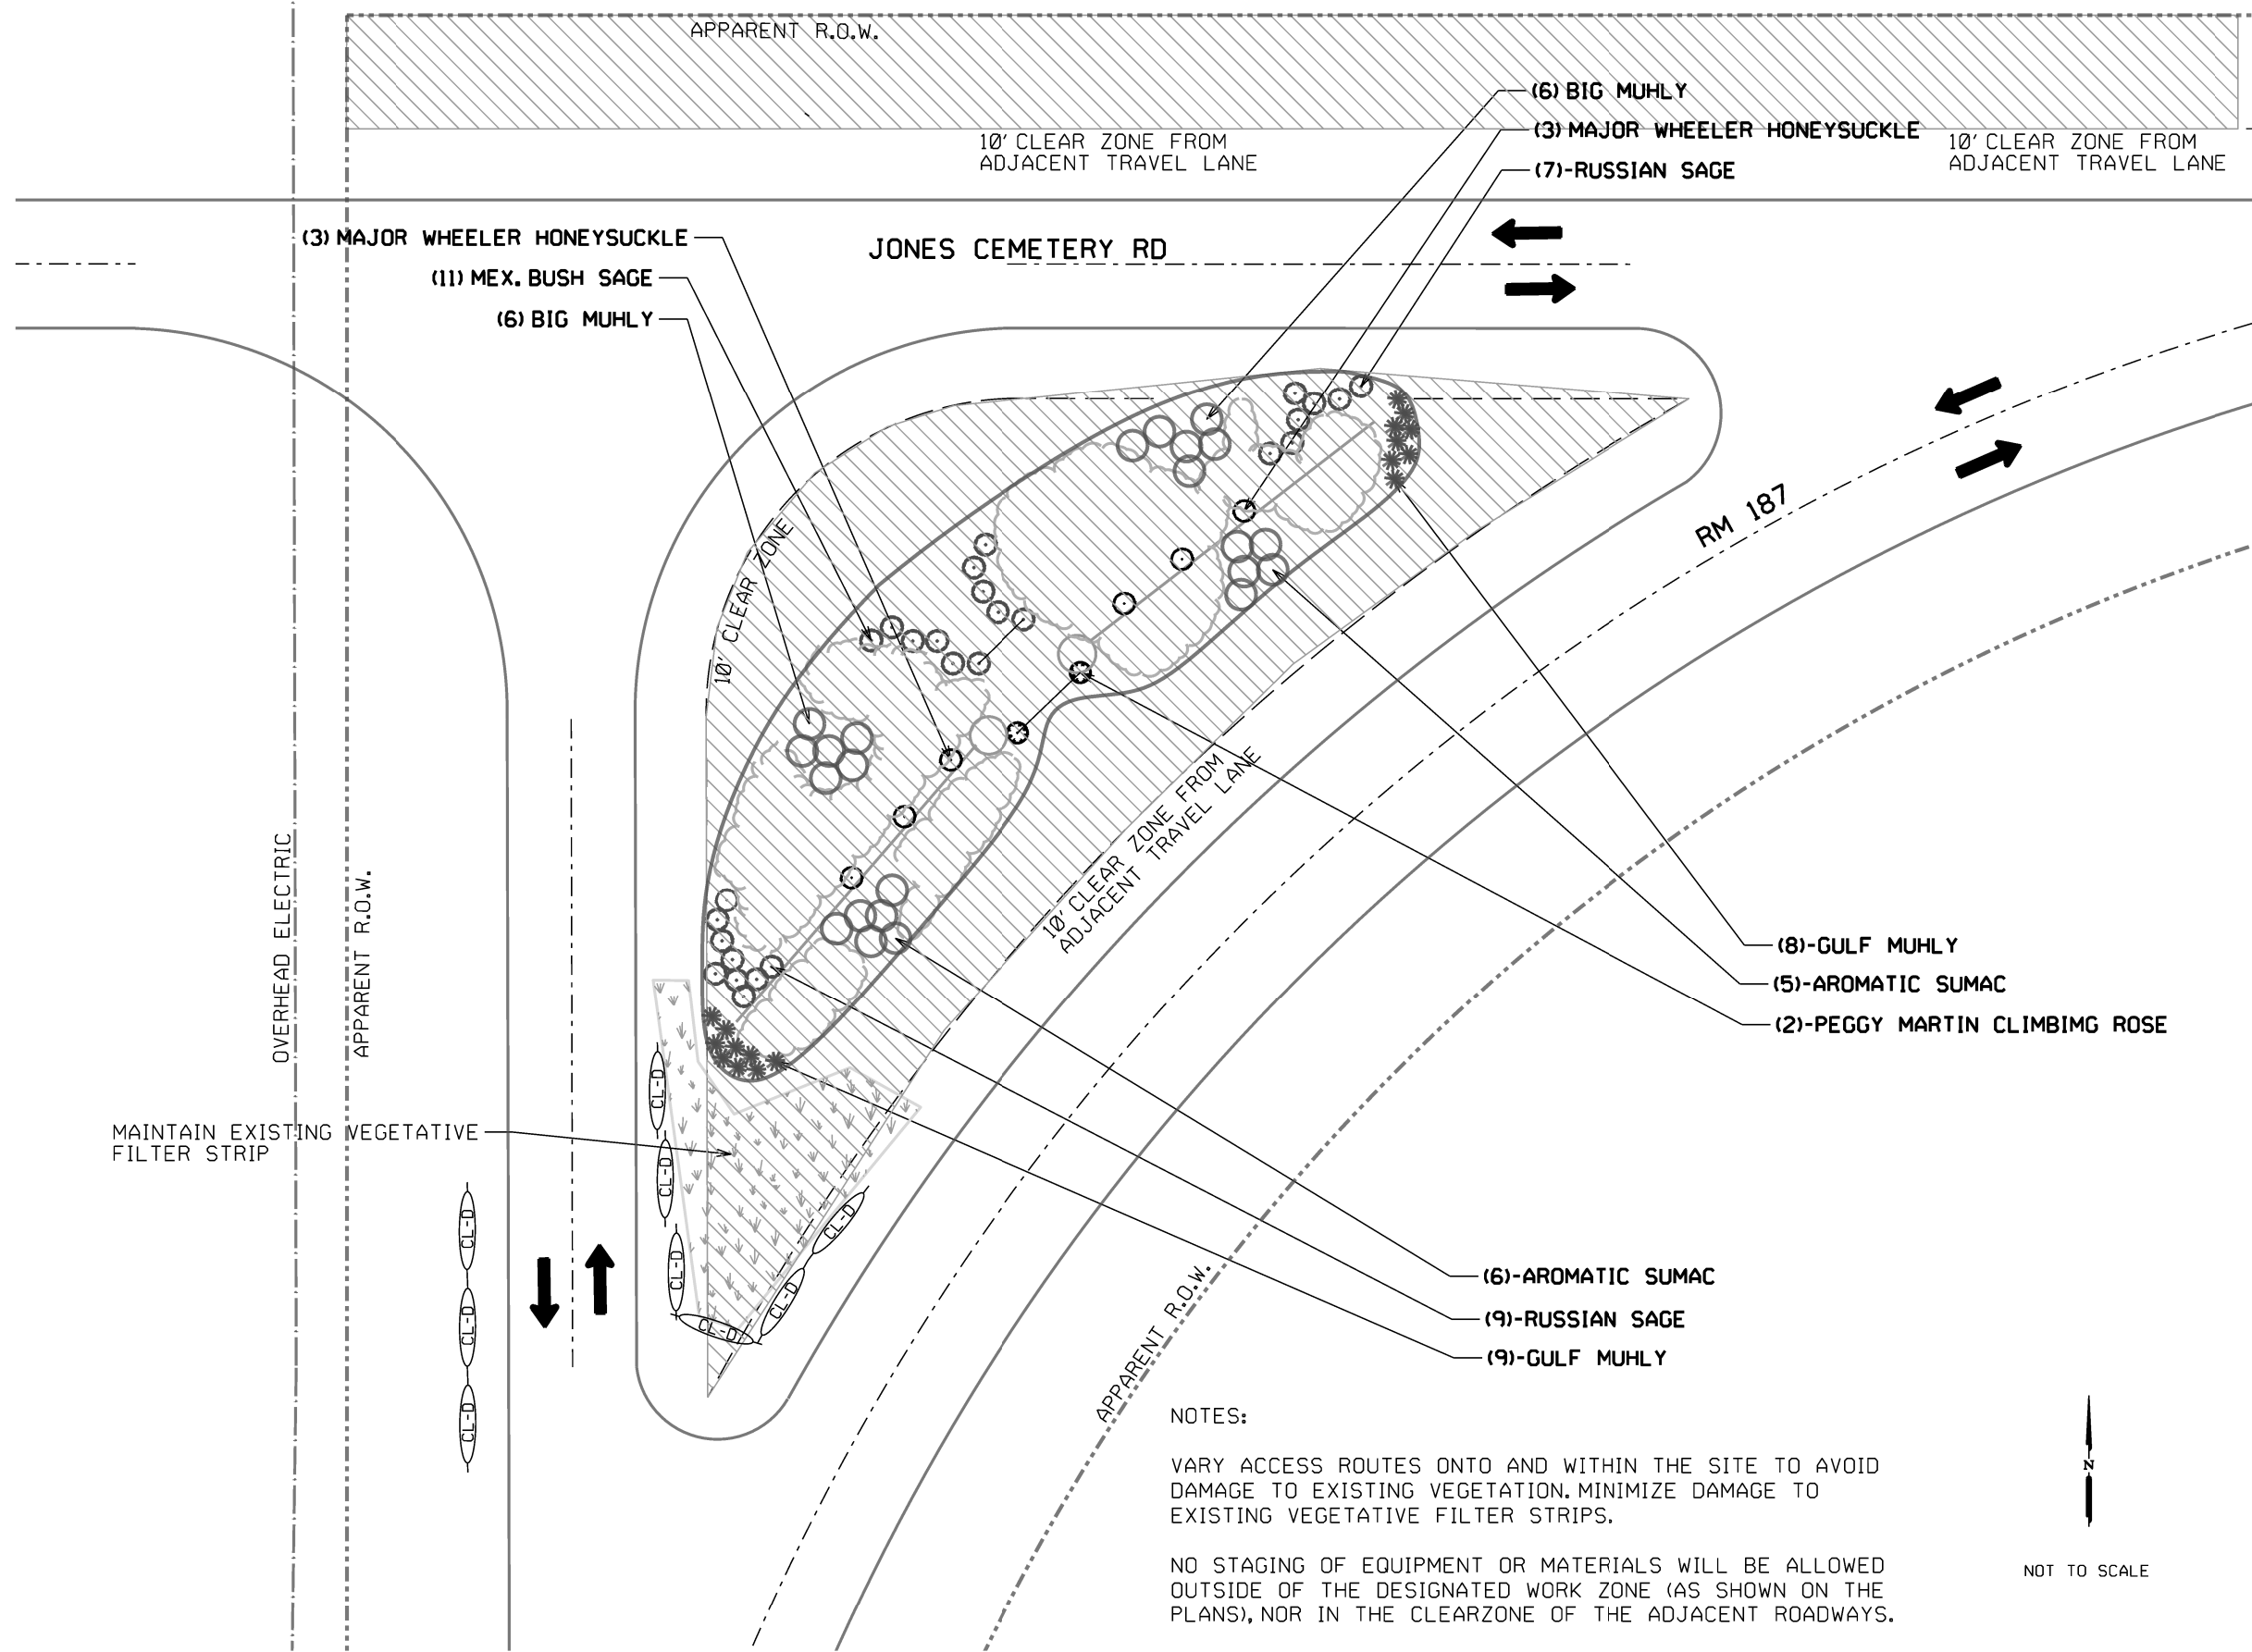 APPARENT R.O.W.
(6) BIG MUHLY
(3) MAJOR WHEELER HONEYSUCKLE
(7)-RUSSIAN SAGE
10' CLEAR ZONE FROM
ADJACENT TRAVEL LANE
10' CLEAR ZONE FROM
ADJACENT TRAVEL LANE
(3) MAJOR WHEELER HONEYSUCKLE
(11) MEX. BUSH SAGE
(6) BIG MUHLY
JONES CEMETERY RD
RM 187
10' CLEAR ZONE
10' CLEAR ZONE FROM
ADJACENT TRAVEL LANE
OVERHEAD ELECTRIC
APPARENT R.O.W.
(8)-GULF MUHLY
(5)-AROMATIC SUMAC
(2)-PEGGY MARTIN CLIMBIMG ROSE
MAINTAIN EXISTING VEGETATIVE
FILTER STRIP
CL-D
CL-D
CL-D
CL-D
CL-D
CL-D
CL-D
CL-D
CL-D
(6)-AROMATIC SUMAC
(9)-RUSSIAN SAGE
(9)-GULF MUHLY
APPARENT R.O.W.
NOTES:
VARY ACCESS ROUTES ONTO AND WITHIN THE SITE TO AVOID
DAMAGE TO EXISTING VEGETATION. MINIMIZE DAMAGE TO
EXISTING VEGETATIVE FILTER STRIPS.
NO STAGING OF EQUIPMENT OR MATERIALS WILL BE ALLOWED
OUTSIDE OF THE DESIGNATED WORK ZONE (AS SHOWN ON THE
PLANS), NOR IN THE CLEARZONE OF THE ADJACENT ROADWAYS.
N
NOT TO SCALE